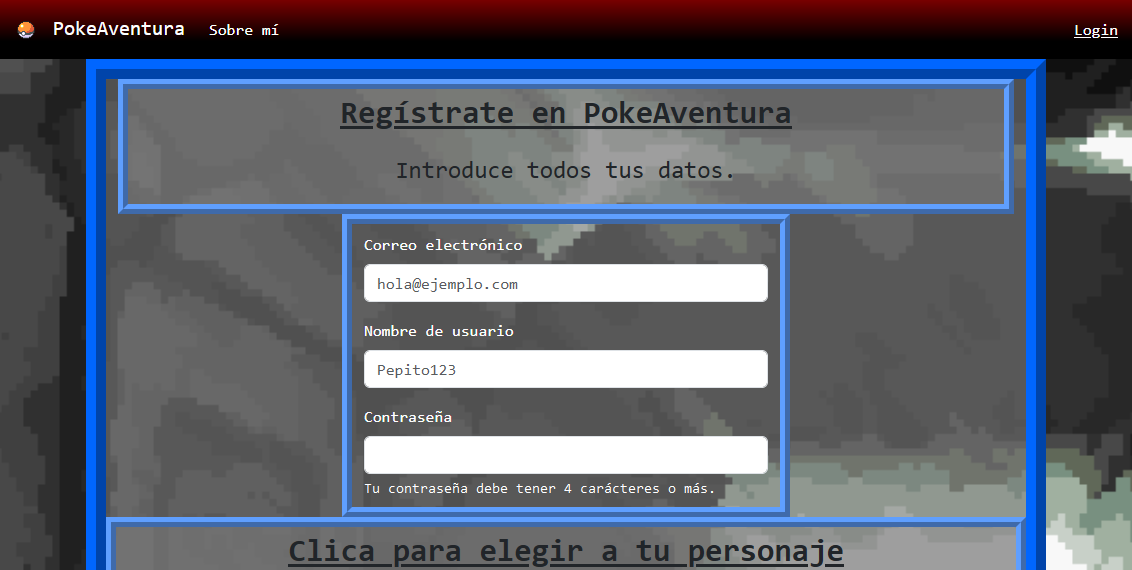 PokeAventura Sobre mí Login
Regístrate en PokeAventura
Introduce todos tus datos.
Correo electrónico
hola@ejemplo.com
Nombre de usuario
Pepito123
Contraseña
Tu contraseña debe tener 4 carácteres o más.
Clica para elegir a tu personaje